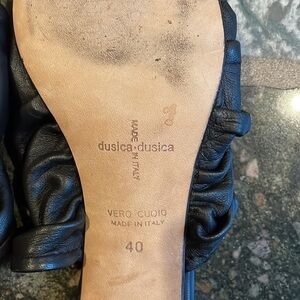 MADE · IN ITALY
dusica·dusica
VERO CUOIO
MADE IN ITALY
40